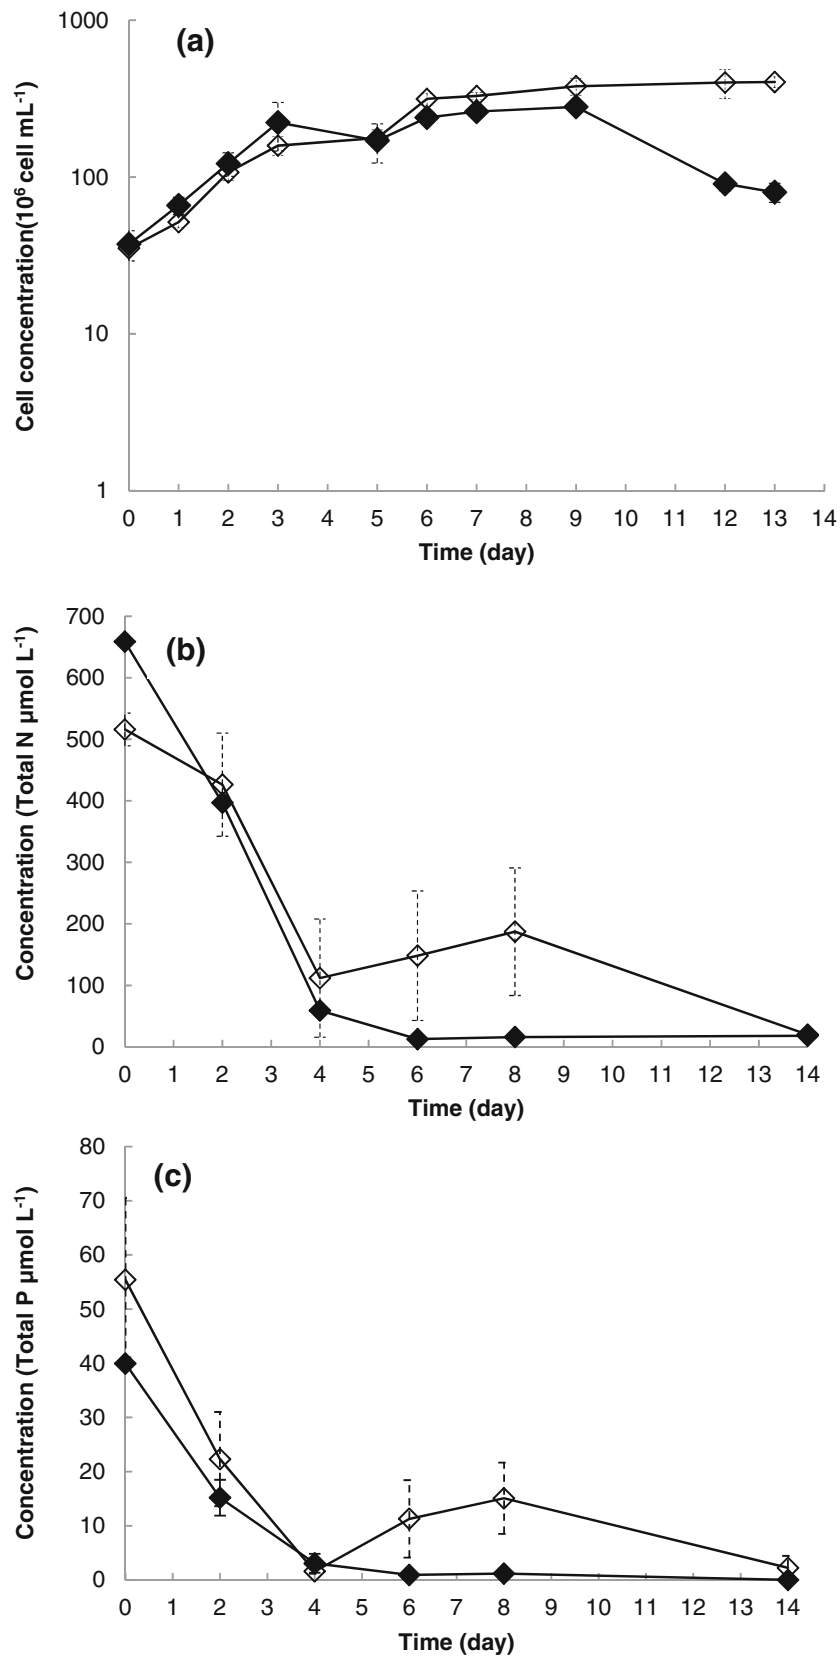 (a)
Cell concentration(10⁶ cell mL⁻¹)
1000
100
10
1
0 1 2 3 4 5 6 7 8 9 10 11 12 13 14
Time (day)
(b)
Concentration (Total N µmol L⁻¹)
700
600
500
400
300
200
100
0
0 1 2 3 4 5 6 7 8 9 10 11 12 13 14
Time (day)
(c)
Concentration (Total P µmol L⁻¹)
80
70
60
50
40
30
20
10
0
0 1 2 3 4 5 6 7 8 9 10 11 12 13 14
Time (day)